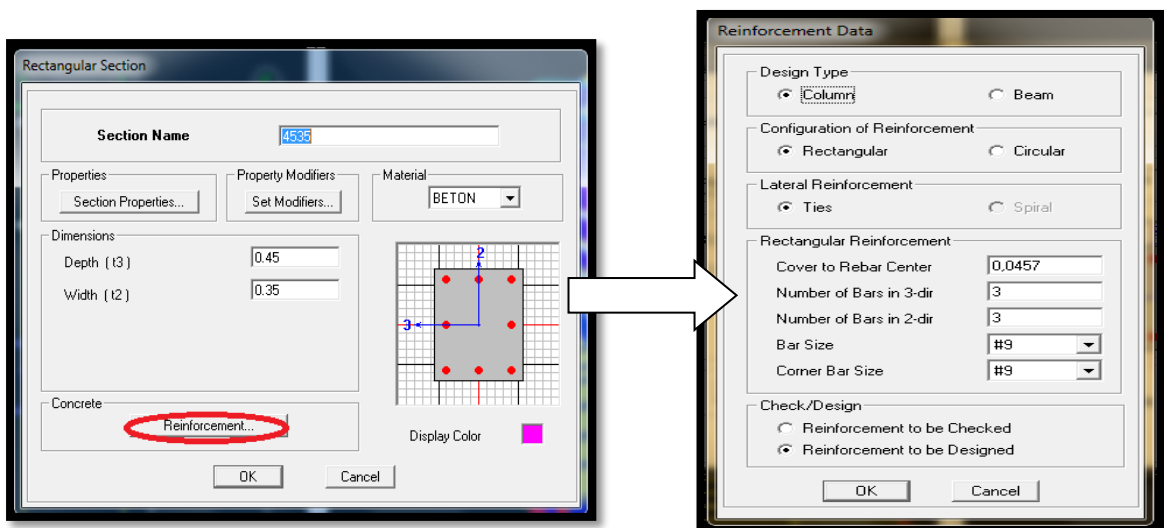 Rectangular Section
Section Name 4535
Properties
Section Properties...
Property Modifiers
Set Modifiers...
Material
BETON
Dimensions
Depth (t3) 0.45
Width (t2) 0.35
2
3
Concrete
Reinforcement...
Display Color
OK Cancel
Reinforcement Data
Design Type
Column Beam
Configuration of Reinforcement
Rectangular Circular
Lateral Reinforcement
Ties Spiral
Rectangular Reinforcement
Cover to Rebar Center 0,0457
Number of Bars in 3-dir 3
Number of Bars in 2-dir 3
Bar Size #9
Corner Bar Size #9
Check/Design
Reinforcement to be Checked
Reinforcement to be Designed
OK Cancel